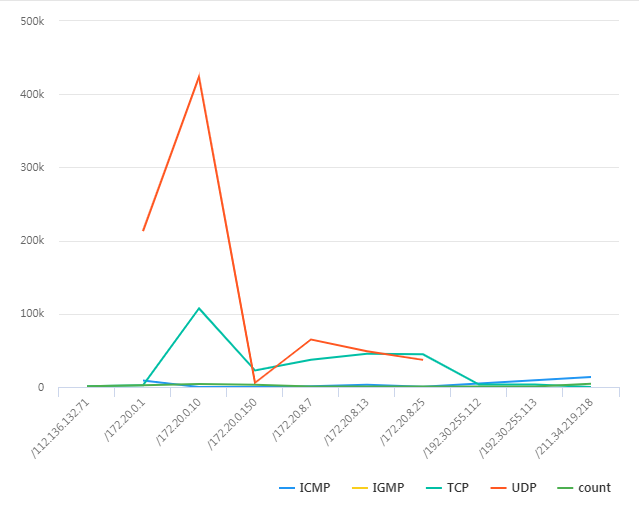 500k
400k
300k
200k
100k
0
/112.136.132.71
/172.20.0.1
/172.20.0.10
/172.20.0.150
/172.20.8.7
/172.20.8.13
/172.20.8.25
/192.30.255.112
/192.30.255.113
/211.34.219.218
ICMP IGMP TCP UDP count